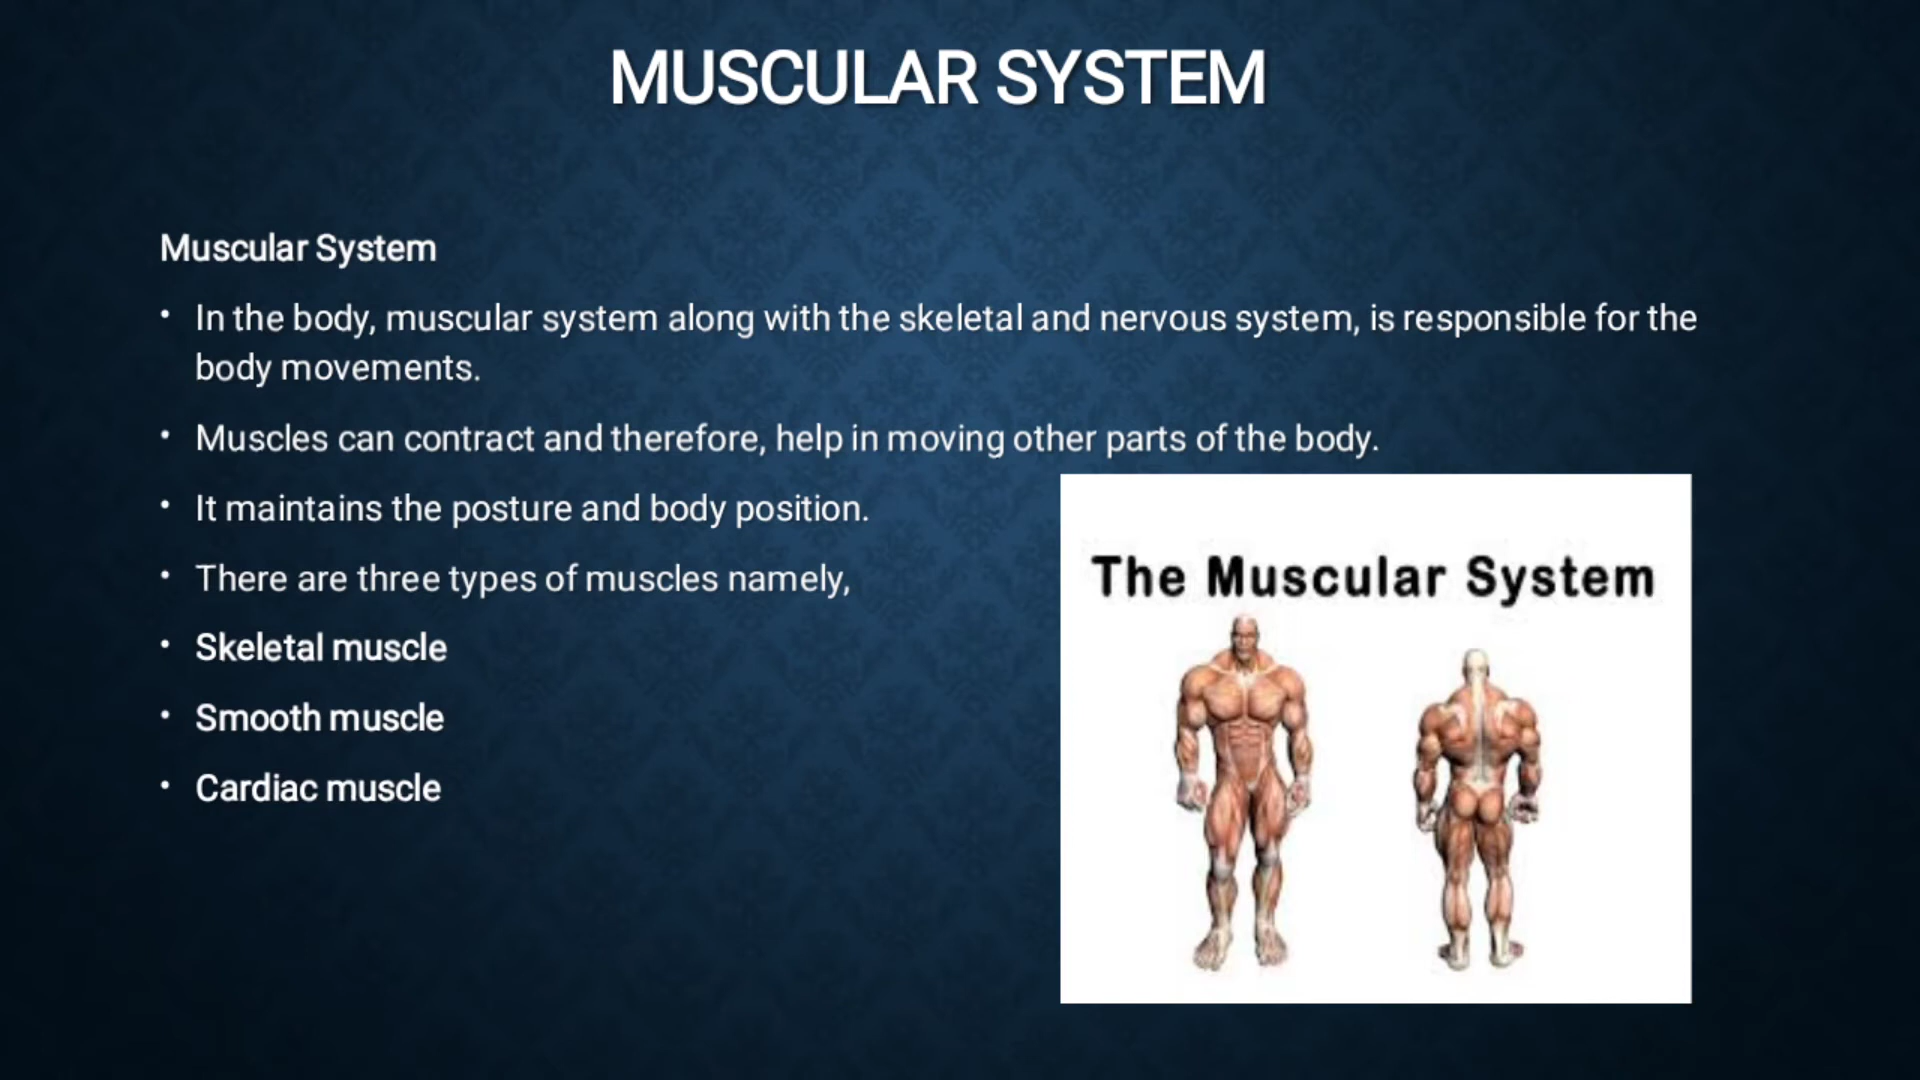 MUSCULAR SYSTEM
Muscular System
• In the body, muscular system along with the skeletal and nervous system, is responsible for the
body movements.
• Muscles can contract and therefore, help in moving other parts of the body.
• It maintains the posture and body position.
• There are three types of muscles namely,
• Skeletal muscle
• Smooth muscle
• Cardiac muscle
The Muscular System